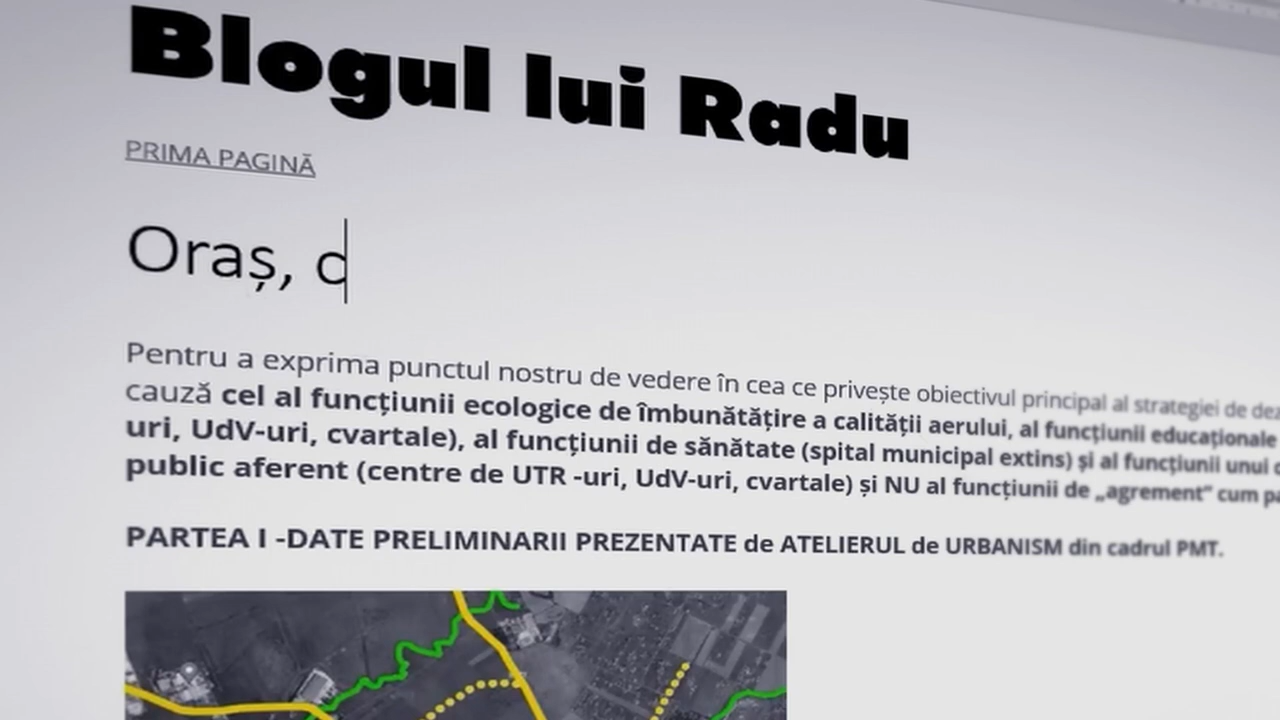 Blogul lui Radu
PRIMA PAGINĂ
Oraș, c
Pentru a exprima punctul nostru de vedere în cea ce privește obiectivul principal al strategiei de
cauză cel al funcțiunii ecologice de îmbunătățire a calității aerului, al funcțiunii educaționale
uri, UdV-uri, cvartale), al funcțiunii de sănătate (spital municipal extins) și al funcțiunii unui
public aferent (centre de UTR -uri, UdV-uri, cvartale) și NU al funcțiunii de „agrement” cum
PARTEA I -DATE PRELIMINARII PREZENTATE de ATELIERUL de URBANISM din cadrul PMT.